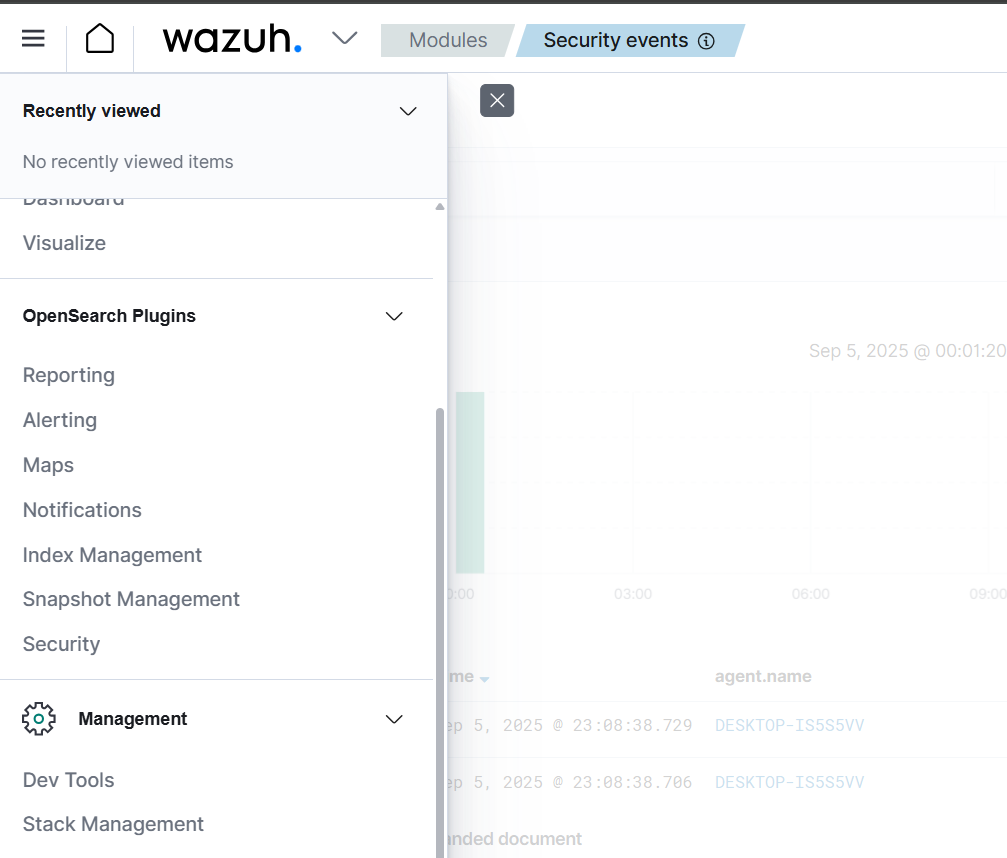 wazuh.
Modules
Security events
Recently viewed
No recently viewed items
Dashboard
Visualize
OpenSearch Plugins
Reporting
Alerting
Maps
Notifications
Index Management
Snapshot Management
Security
Management
Dev Tools
Stack Management
Sep 5, 2025 @ 00:01:20
0:00
03:00
06:00
09:00
me agent.name
ep 5, 2025 @ 23:08:38.729 DESKTOP-IS5S5VV
ep 5, 2025 @ 23:08:38.706 DESKTOP-IS5S5VV
anded document